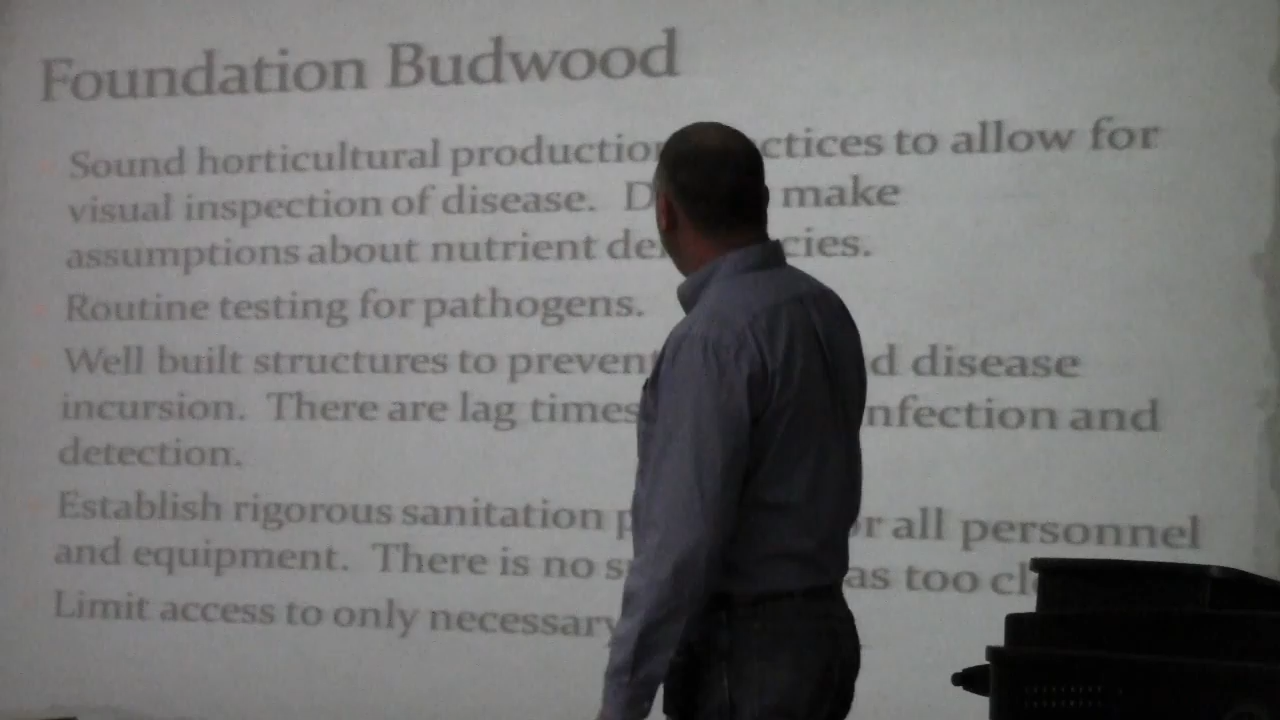 Foundation Budwood
Sound horticultural production ctices to allow for
visual inspection of disease. D make
assumptions about nutrient de cies.
Routine testing for pathogens.
Well built structures to prevent d disease
incursion. There are lag times nfection and
detection.
Establish rigorous sanitation p r all personnel
and equipment. There is no s as too cl
Limit access to only necessary